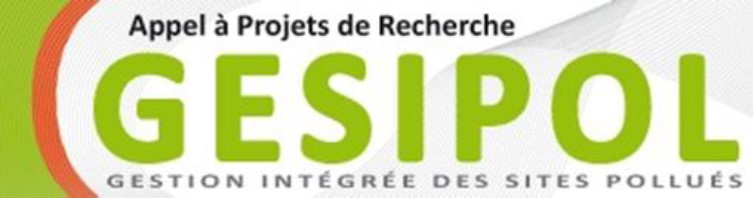 Appel à Projets de Recherche
GESIPOL
GESTION INTÉGRÉE DES SITES POLLUÉS